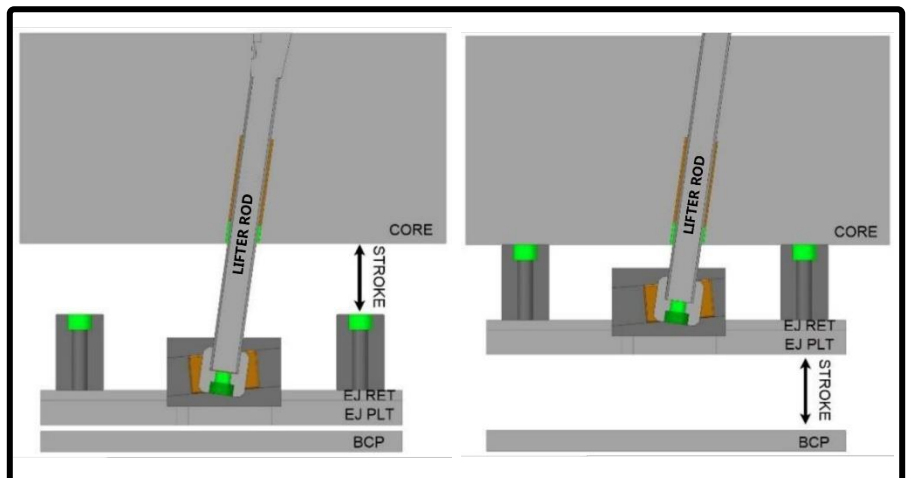 LIFTER ROD
CORE
STROKE
EJ RET
EJ PLT
BCP
LIFTER ROD
CORE
EJ RET
EJ PLT
STROKE
BCP